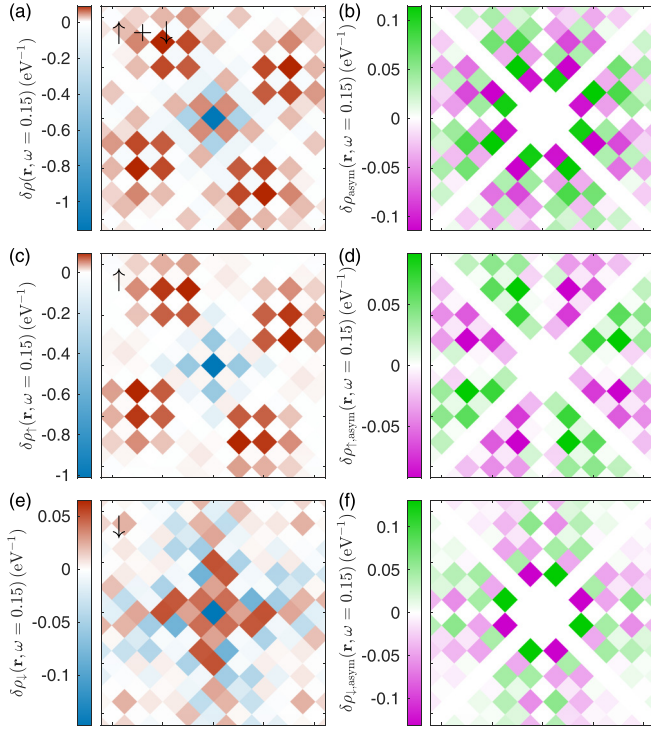 (a)
↑ + ↓
0
-0.2
-0.4
-0.6
-0.8
-1
δρ(r, ω = 0.15) (eV⁻¹)
(b)
0.1
0.05
0
-0.05
-0.1
δρasym(r, ω = 0.15) (eV⁻¹)
(c)
↑
0
-0.2
-0.4
-0.6
-0.8
-1
δρ↑(r, ω = 0.15) (eV⁻¹)
(d)
0.05
0
-0.05
δρ↑,asym(r, ω = 0.15) (eV⁻¹)
(e)
↓
0.05
0
-0.05
-0.1
δρ↓(r, ω = 0.15) (eV⁻¹)
(f)
0.1
0.05
0
-0.05
-0.1
δρ↓,asym(r, ω = 0.15) (eV⁻¹)